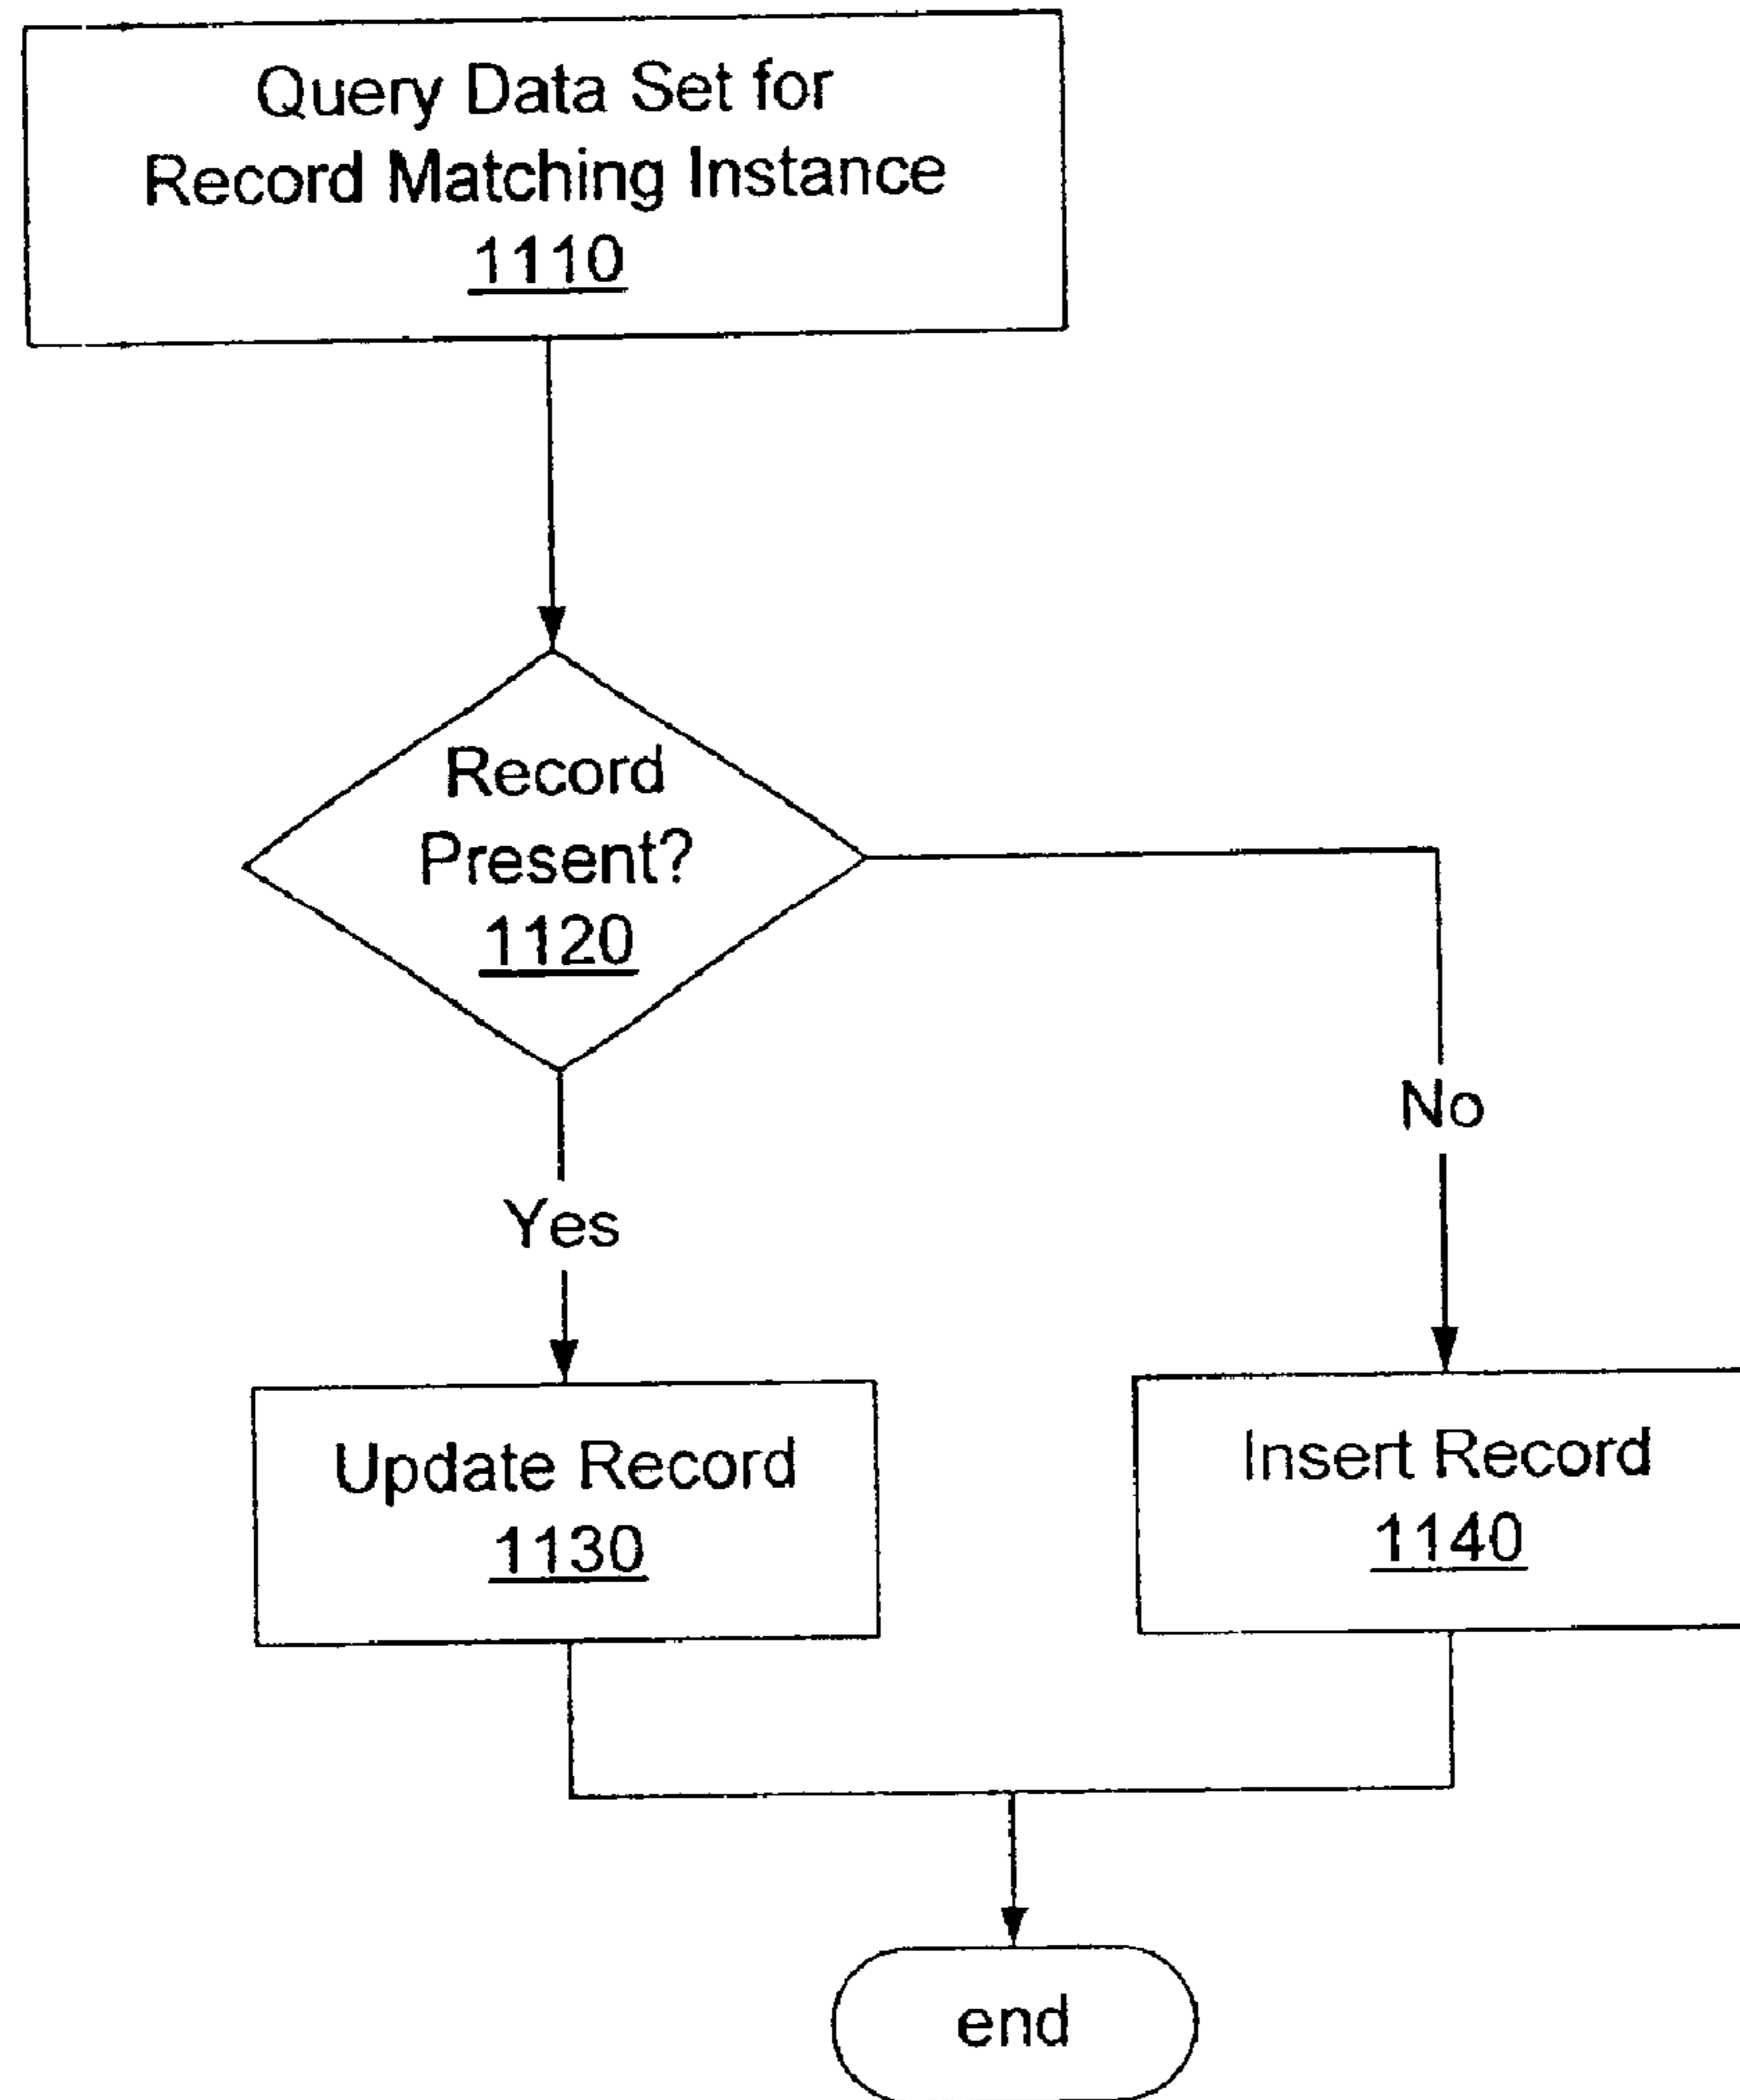 Query Data Set for
Record Matching Instance
1110
Record
Present?
1120
No
Yes
Update Record
1130
Insert Record
1140
end